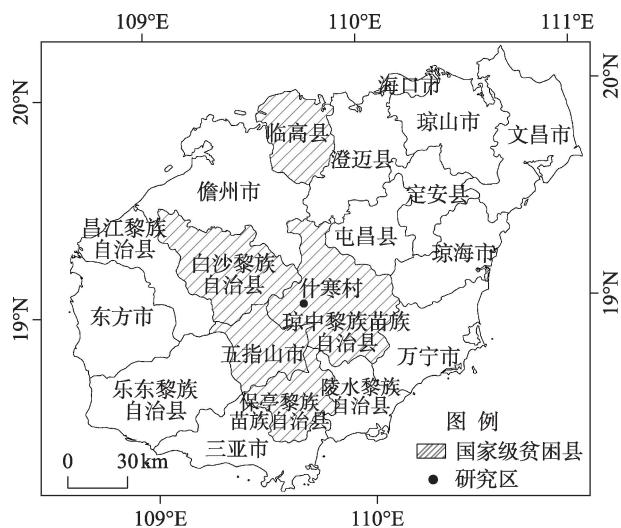 109°E
110°E
111°E
20°N
20°N
海口市
临高县
琼山市
文昌市
澄迈县
儋州市
定安县
昌江黎族
自治县
屯昌县
琼海市
白沙黎族
自治县
什寒村
19°N
19°N
东方市
琼中黎族苗族
自治县
五指山市
万宁市
乐东黎族
自治县
保亭黎族
苗族自治县
陵水黎族
自治县
三亚市
图 例
国家级贫困县
研究区
0 30 km
109°E
110°E